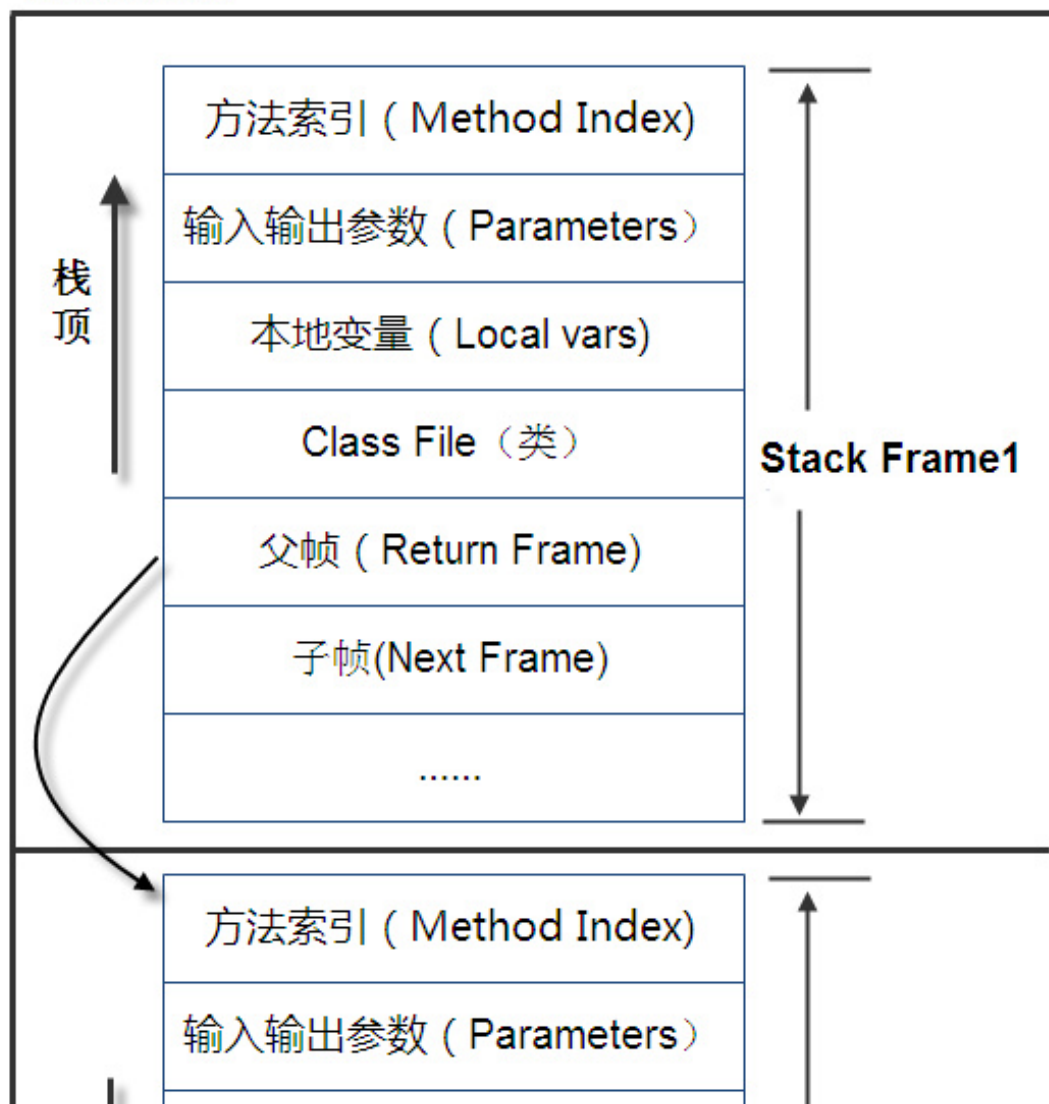 方法索引 ( Method Index)
输入输出参数 ( Parameters）
栈
顶
本地变量 ( Local vars)
Class File（类）
Stack Frame1
父帧 ( Return Frame)
子帧(Next Frame)
......
方法索引 ( Method Index)
输入输出参数 ( Parameters）